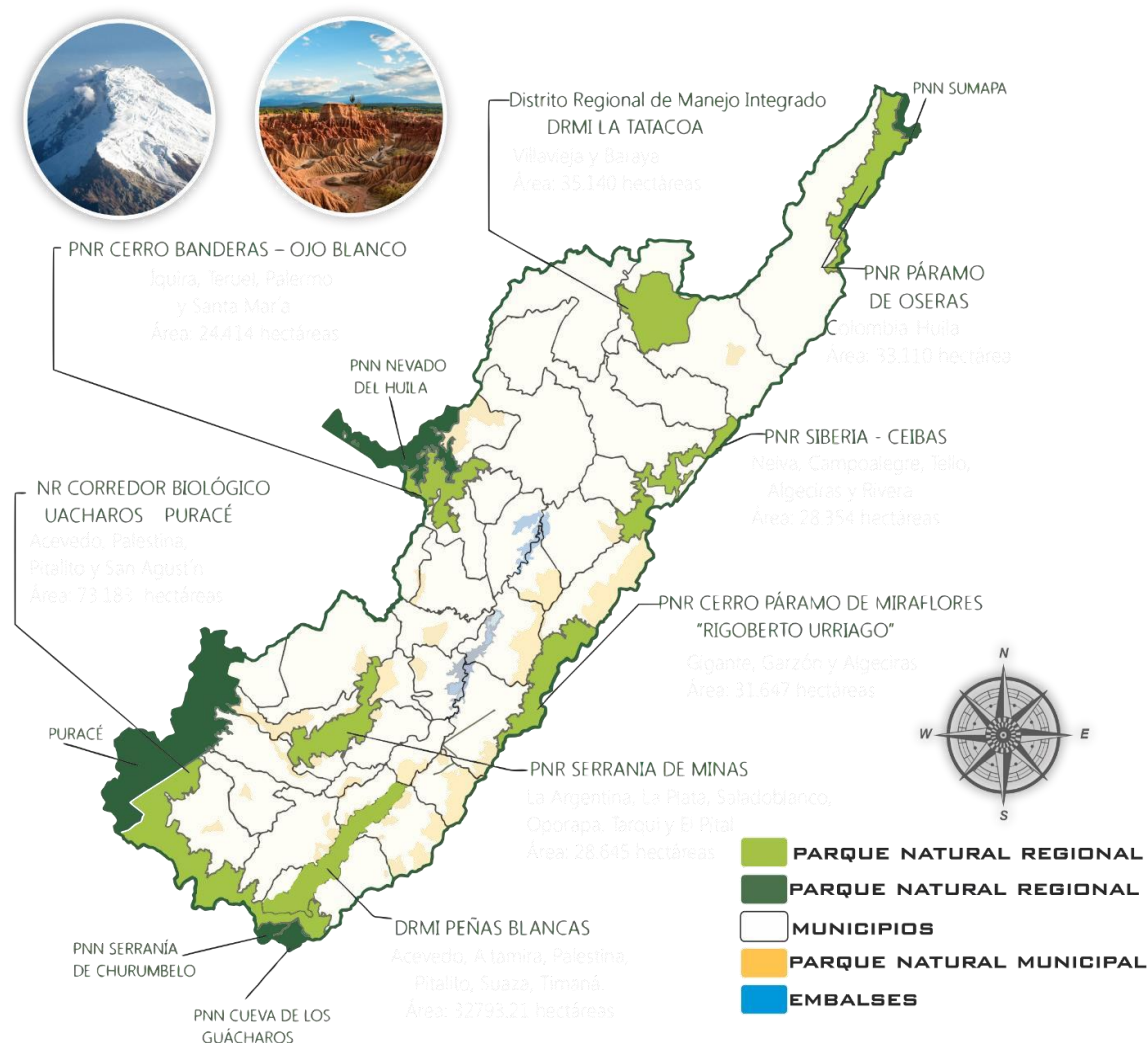 Distrito Regional de Manejo Integrado
DRMI LA TATACOA
Villavieja y Baraya
Área: 35.140 hectáreas
PNN SUMAPA
PNR CERRO BANDERAS – OJO BLANCO
Íquira, Teruel, Palermo
y Santa María
Área: 24.414 hectáreas
PNR PÁRAMO
DE OSERAS
Colombia Huila
Área: 33.110 hectárea
PNN NEVADO
DEL HUILA
PNR SIBERIA - CEIBAS
Neiva, Campoalegre, Tello,
Algeciras y Rivera
Área: 28.354 hectáreas
NR CORREDOR BIOLÓGICO
UACHAROS PURACÉ
Acevedo, Palestina,
Pitalito y San Agustín
Área: 73.183 hectáreas
PNR CERRO PÁRAMO DE MIRAFLORES
"RIGOBERTO URRIAGO"
Gigante, Garzón y Algeciras
Área: 31.647 hectáreas
N
W
E
S
PURACÉ
PNR SERRANIA DE MINAS
La Argentina, La Plata, Saladoblanco,
Oporapa, Tarqui y El Pital
Área: 28.645 hectáreas
PARQUE NATURAL REGIONAL
PARQUE NATURAL REGIONAL
MUNICIPIOS
PARQUE NATURAL MUNICIPAL
EMBALSES
DRMI PEÑAS BLANCAS
Acevedo, Altamira, Palestina,
Pitalito, Suaza, Timaná.
Área: 32793,21 hectáreas
PNN SERRANÍA
DE CHURUMBELO
PNN CUEVA DE LOS
GUÁCHAROS